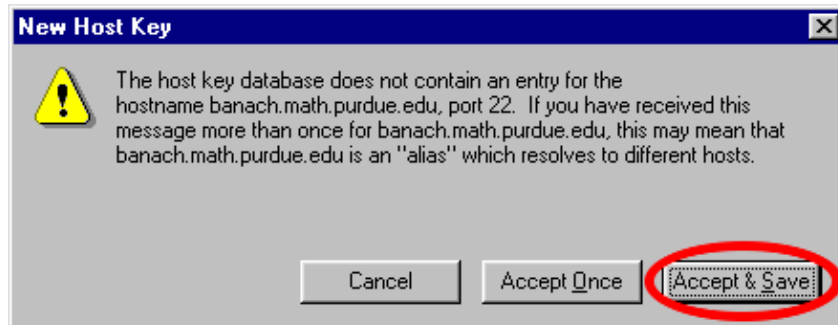 New Host Key
The host key database does not contain an entry for the
hostname banach.math.purdue.edu, port 22.  If you have received this
message more than once for banach.math.purdue.edu, this may mean that
banach.math.purdue.edu is an "alias" which resolves to different hosts.
Cancel Accept Once Accept & Save